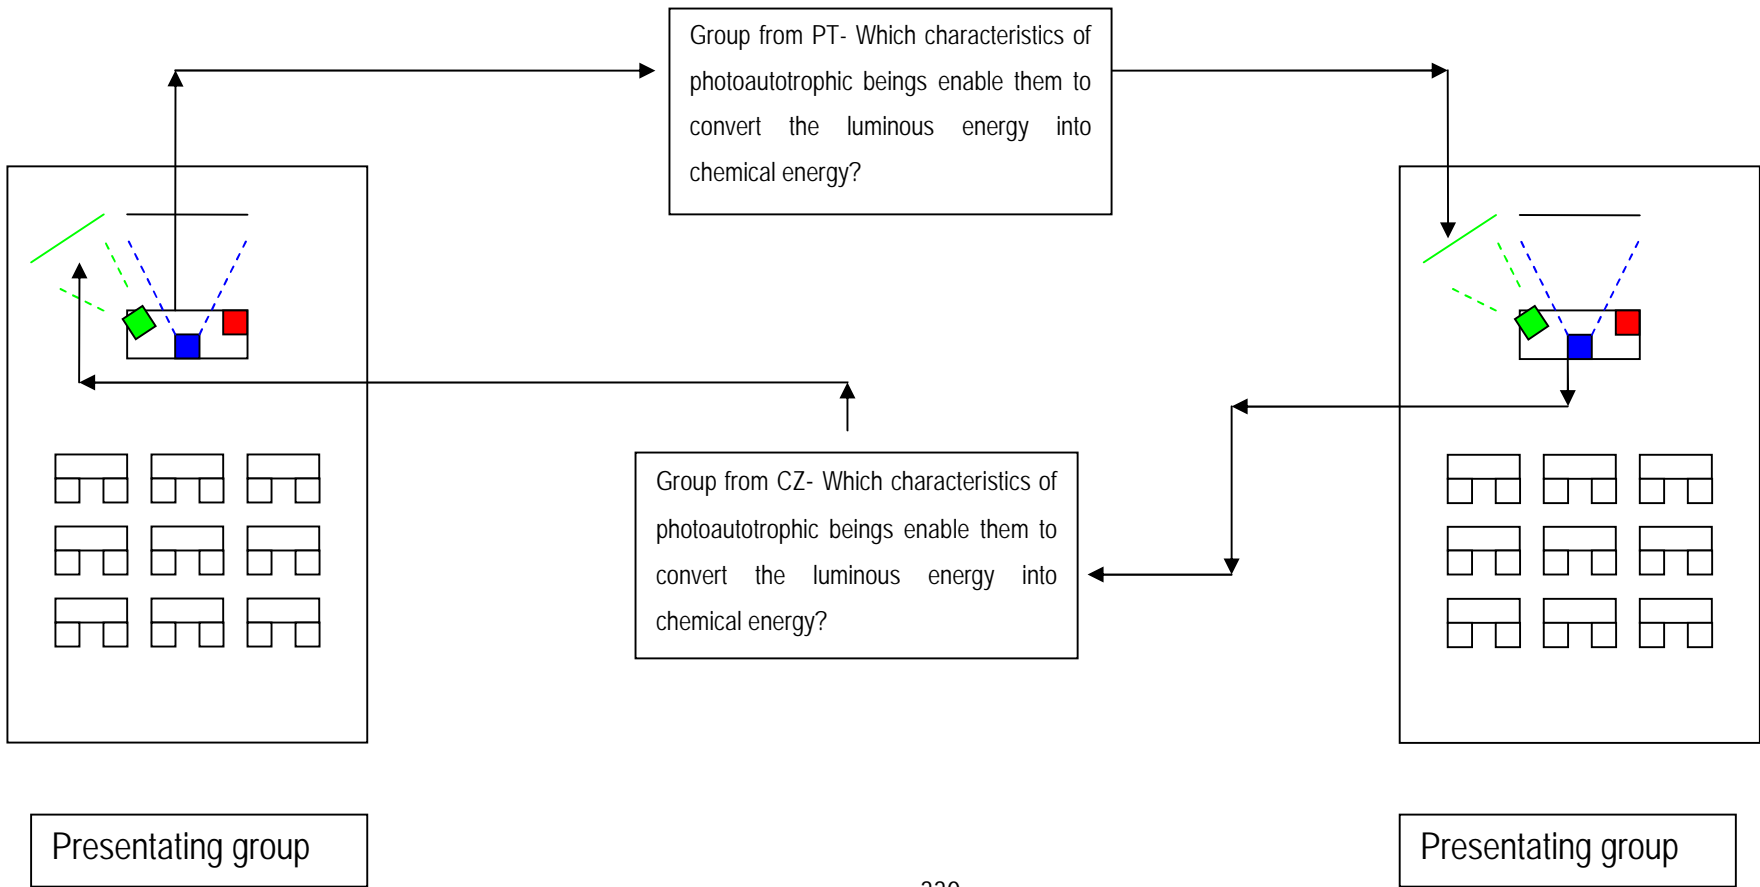 Group from PT- Which characteristics of
photoautotrophic beings enable them to
convert the luminous energy into
chemical energy?
Group from CZ- Which characteristics of
photoautotrophic beings enable them to
convert the luminous energy into
chemical energy?
Presentating group
Presentating group